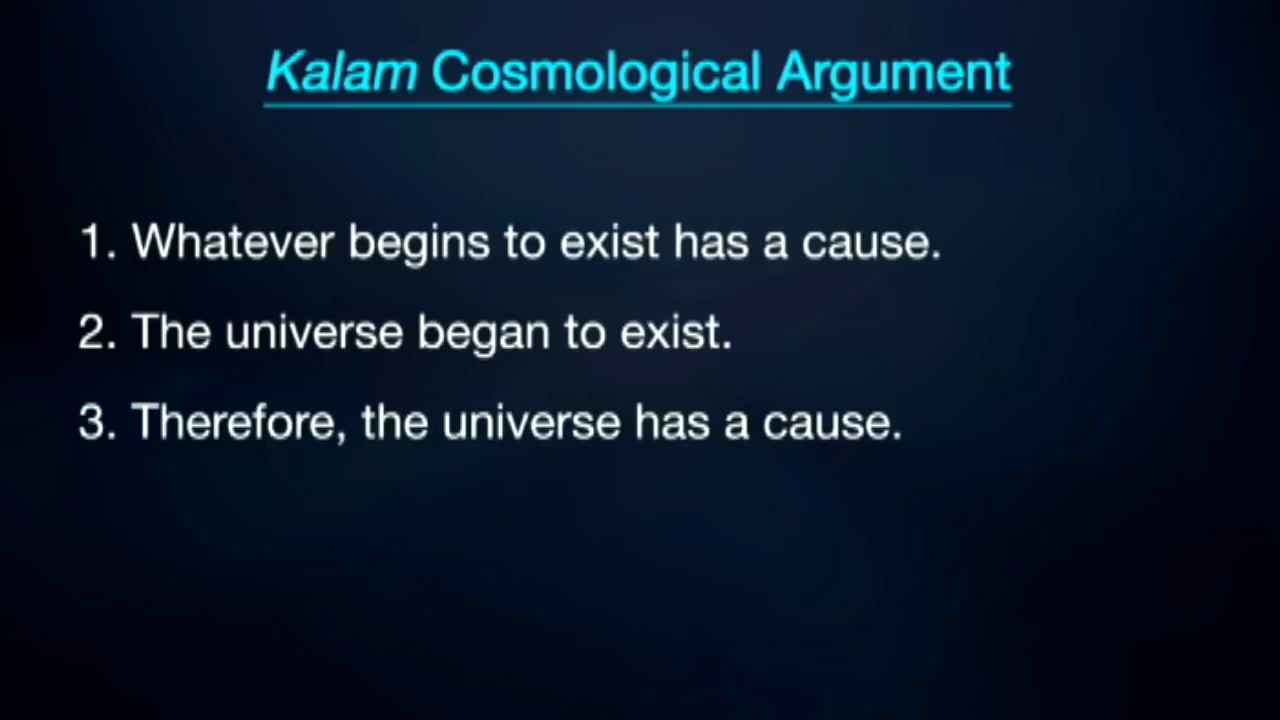 Kalam Cosmological Argument
1. Whatever begins to exist has a cause.
2. The universe began to exist.
3. Therefore, the universe has a cause.